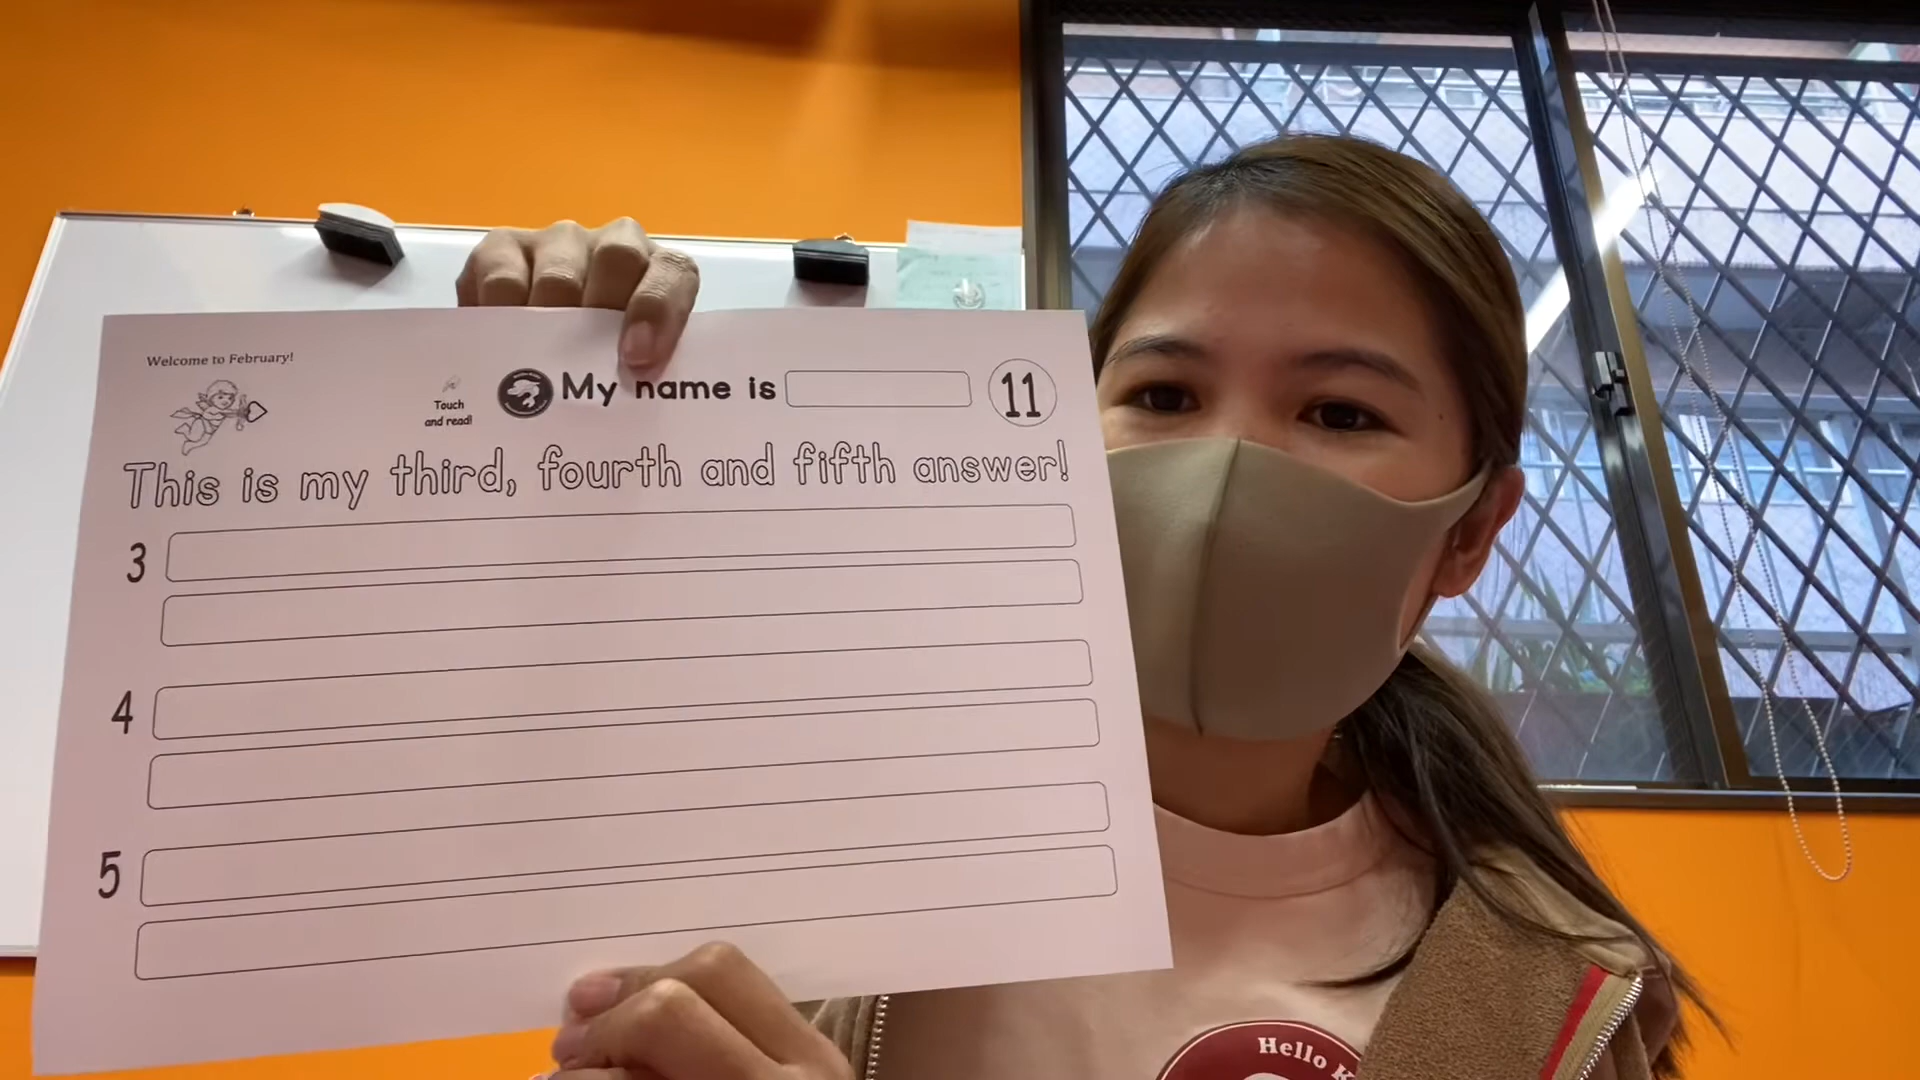 Welcome to February!
Touch
and read!
My name is
11
This is my third, fourth and fifth answer!
3
4
5
Hello K